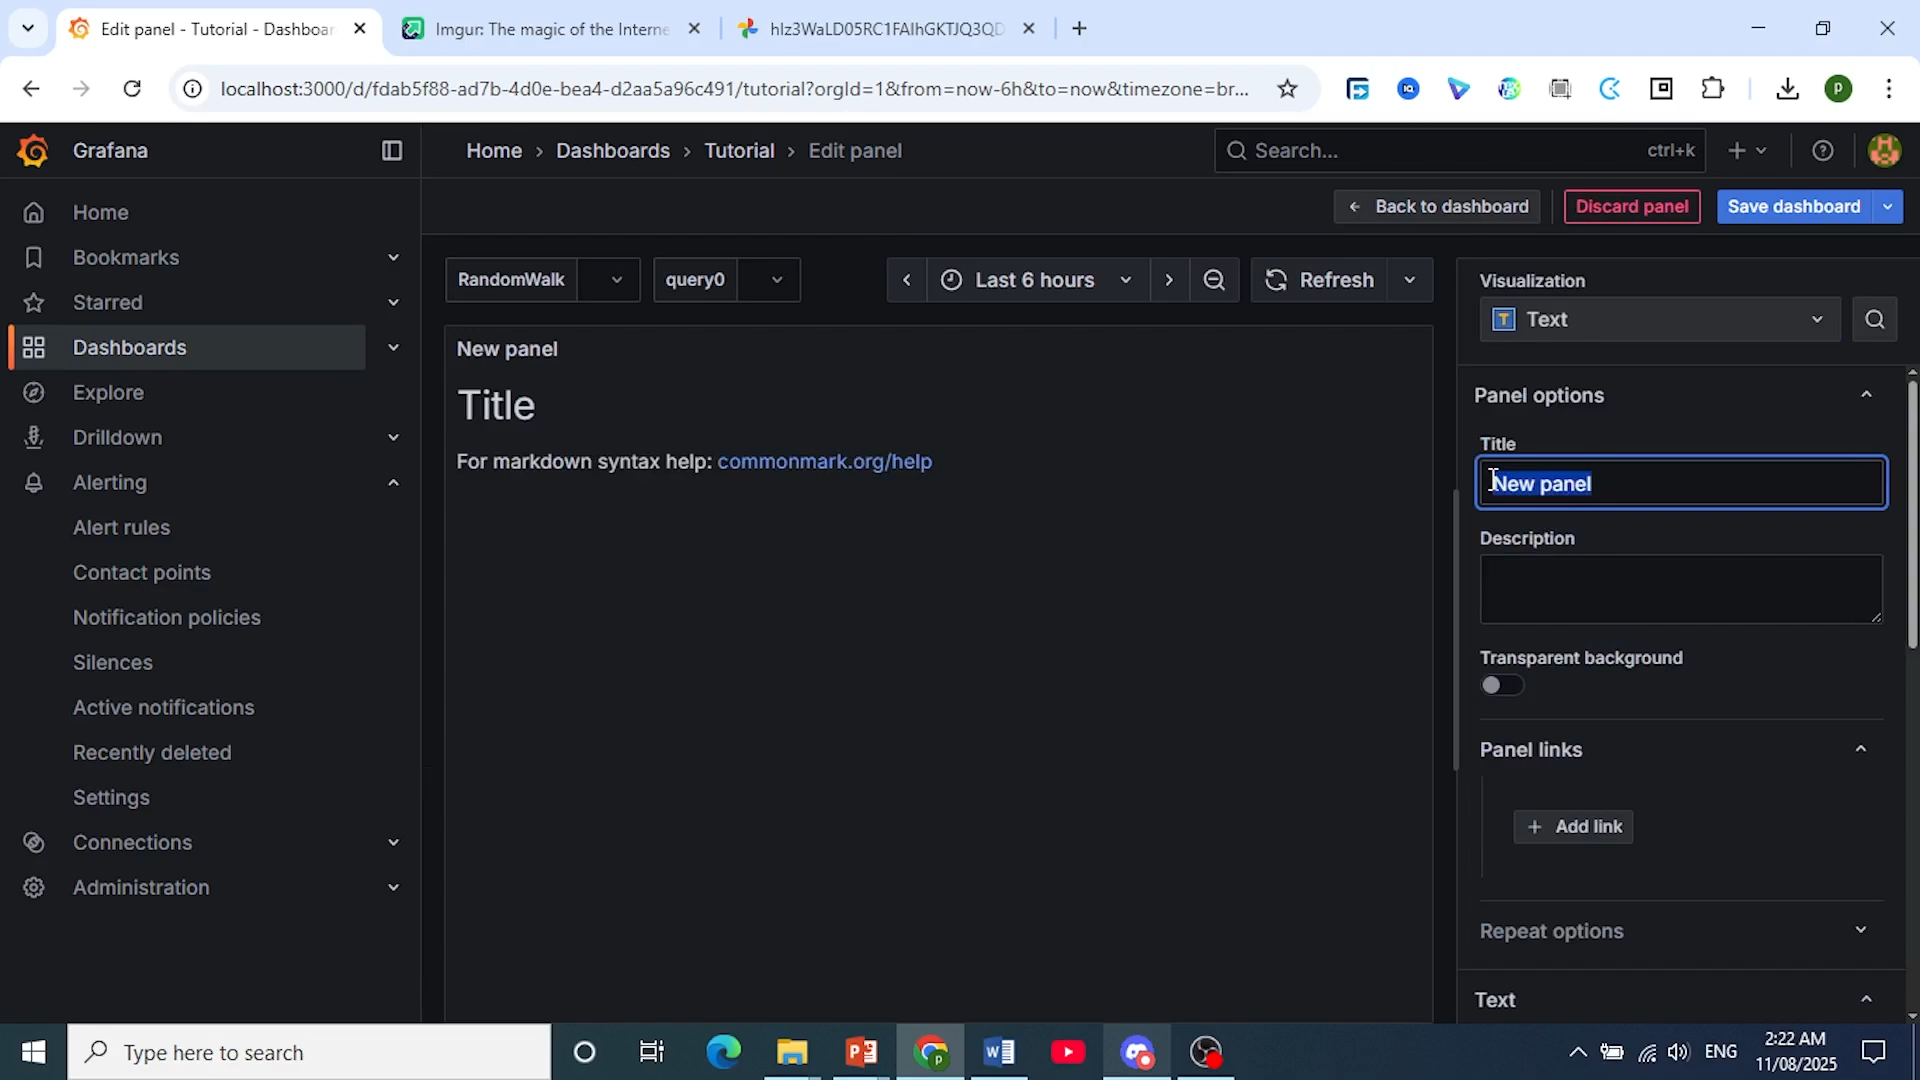 Edit panel - Tutorial - Dashboar
Imgur: The magic of the Interne
hIz3WaLD05RC1FAIhGKTJQ3QD
localhost:3000/d/fdab5f88-ad7b-4d0e-bea4-d2aa5a96c491/tutorial?orgId=1&from=now-6h&to=now&timezone=br...
Grafana
Home › Dashboards › Tutorial › Edit panel
Search... ctrl+k
Back to dashboard
Discard panel
Save dashboard
Home
Bookmarks
Starred
Dashboards
Explore
Drilldown
Alerting
Alert rules
Contact points
Notification policies
Silences
Active notifications
Recently deleted
Settings
Connections
Administration
RandomWalk
query0
Last 6 hours
Refresh
New panel
Title
For markdown syntax help: commonmark.org/help
Visualization
Text
Panel options
Title
New panel
Description
Transparent background
Panel links
+ Add link
Repeat options
Text
Type here to search
ENG
2:22 AM
11/08/2025